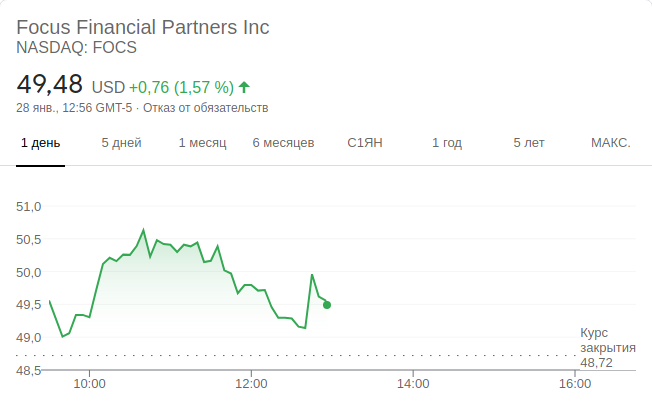 Focus Financial Partners Inc
NASDAQ: FOCS
49,48 USD +0,76 (1,57 %)
28 янв., 12:56 GMT-5 · Отказ от обязательств
1 день 5 дней 1 месяц 6 месяцев С1ЯН 1 год 5 лет МАКС.
51,0
50,5
50,0
49,5
49,0
48,5
Курс
закрытия
48,72
10:00 12:00 14:00 16:00